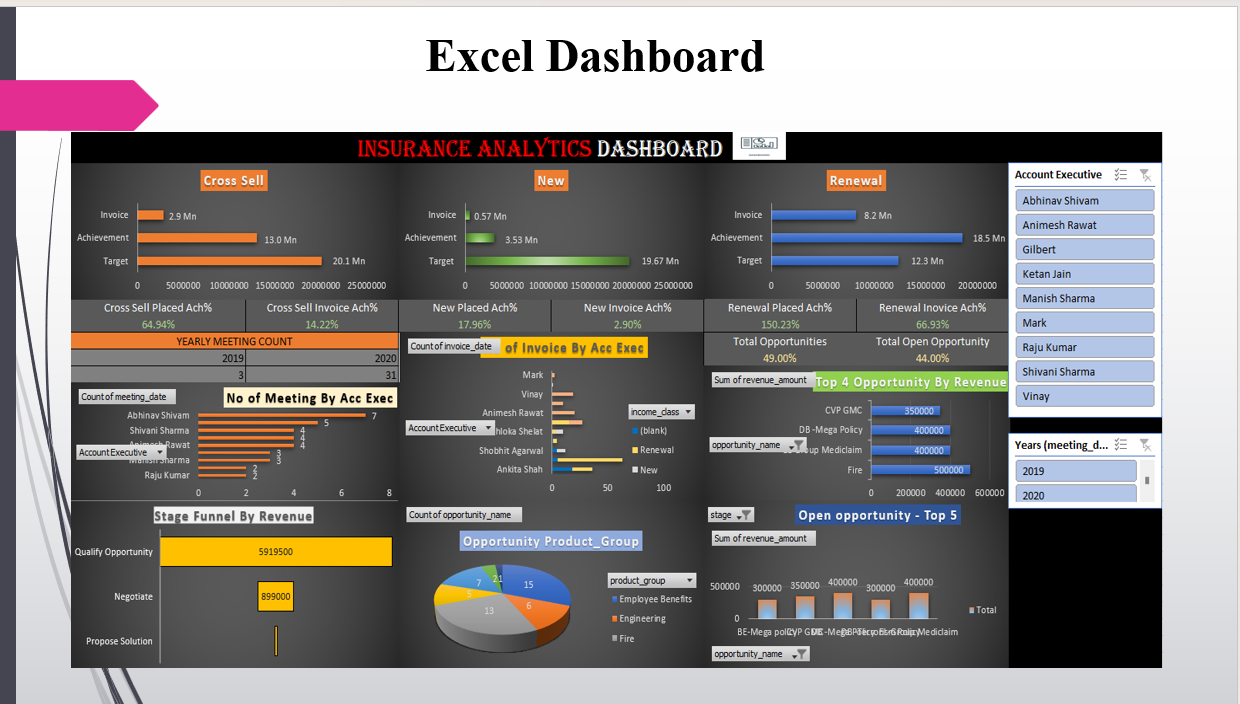 Excel Dashboard
INSURANCE ANALYTICS DASHBOARD
Cross Sell
Invoice 2.9 Mn
Achievement 13.0 Mn
Target 20.1 Mn
0 5000000 10000000 15000000 20000000 25000000
Cross Sell Placed Ach% Cross Sell Invoice Ach%
64.94% 14.22%
New
Invoice 0.57 Mn
Achievement 3.53 Mn
Target 19.67 Mn
0 5000000 10000000 15000000 20000000 25000000
New Placed Ach% New Invoice Ach%
17.96% 2.90%
Renewal
Invoice 8.2 Mn
Achievement 18.5 Mn
Target 12.3 Mn
0 5000000 10000000 15000000 20000000
Renewal Placed Ach% Renewal Invoice Ach%
150.23% 66.93%
Total Opportunities Total Open Opportunity
49.00% 44.00%
YEARLY MEETING COUNT
2019 2020
3 31
Count of meeting_date
No of Meeting By Acc Exec
Abhinav Shivam 7
5
Shivani Sharma 4
4
Animesh Rawat 4
Account Executive
3
Manish Sharma 3
2
Raju Kumar 2
0 2 4 6 8
Count of invoice_date
of Invoice By Acc Exec
Mark
Vinay
Animesh Rawat
Account Executive
hloka Shelat
Shobhit Agarwal
Ankita Shah
0 50 100
income_class
(blank)
Renewal
New
Sum of revenue_amount
Top 4 Opportunity By Revenue
CVP GMC 350000
DB -Mega Policy 400000
opportunity_name
Group Mediclaim 400000
Fire 500000
0 200000 400000 600000
Stage Funnel By Revenue
Qualify Opportunity 5919500
Negotiate 899000
Propose Solution
Count of opportunity_name
Opportunity Product_Group
15
6
13
5
7
2
1
product_group
Employee Benefits
Engineering
Fire
stage
Open opportunity - Top 5
Sum of revenue_amount
500000
0
300000 350000 400000 300000 400000
BE-Mega policy
Mediclaim
Total
opportunity_name
Account Executive
Abhinav Shivam
Animesh Rawat
Gilbert
Ketan Jain
Manish Sharma
Mark
Raju Kumar
Shivani Sharma
Vinay
Years (meeting_d...
2019
2020